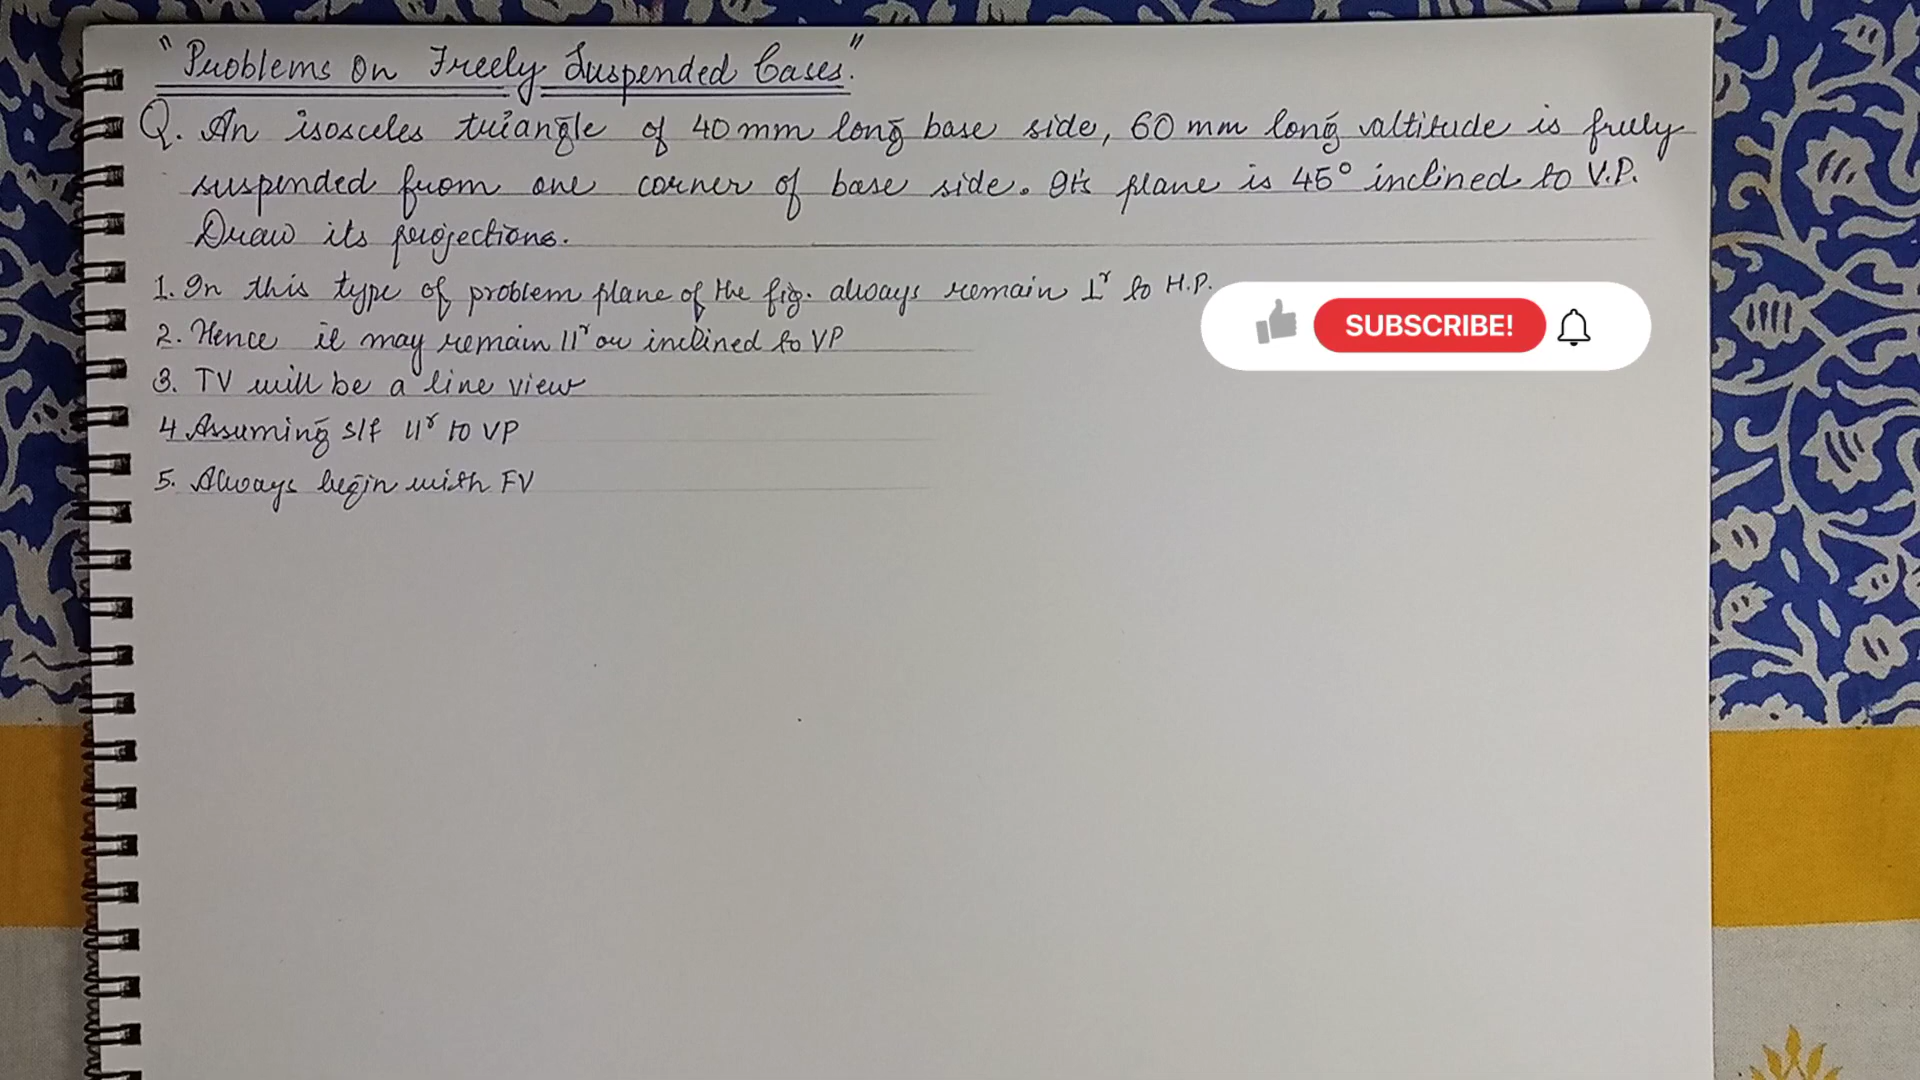 "Problems On Freely Suspended Cases."
Q. An isosceles triangle of 40 mm long base side, 60 mm long altitude is freely
suspended from one corner of base side. It's plane is 45° inclined to V.P.
Draw its projections.
1. In this type of problem plane of the fig. always remain ⊥r to H.P.
SUBSCRIBE!
2. Hence it may remain 11r or inclined to VP
3. TV will be a line view
4 Assuming s/f 11r to VP
5. Always begin with FV